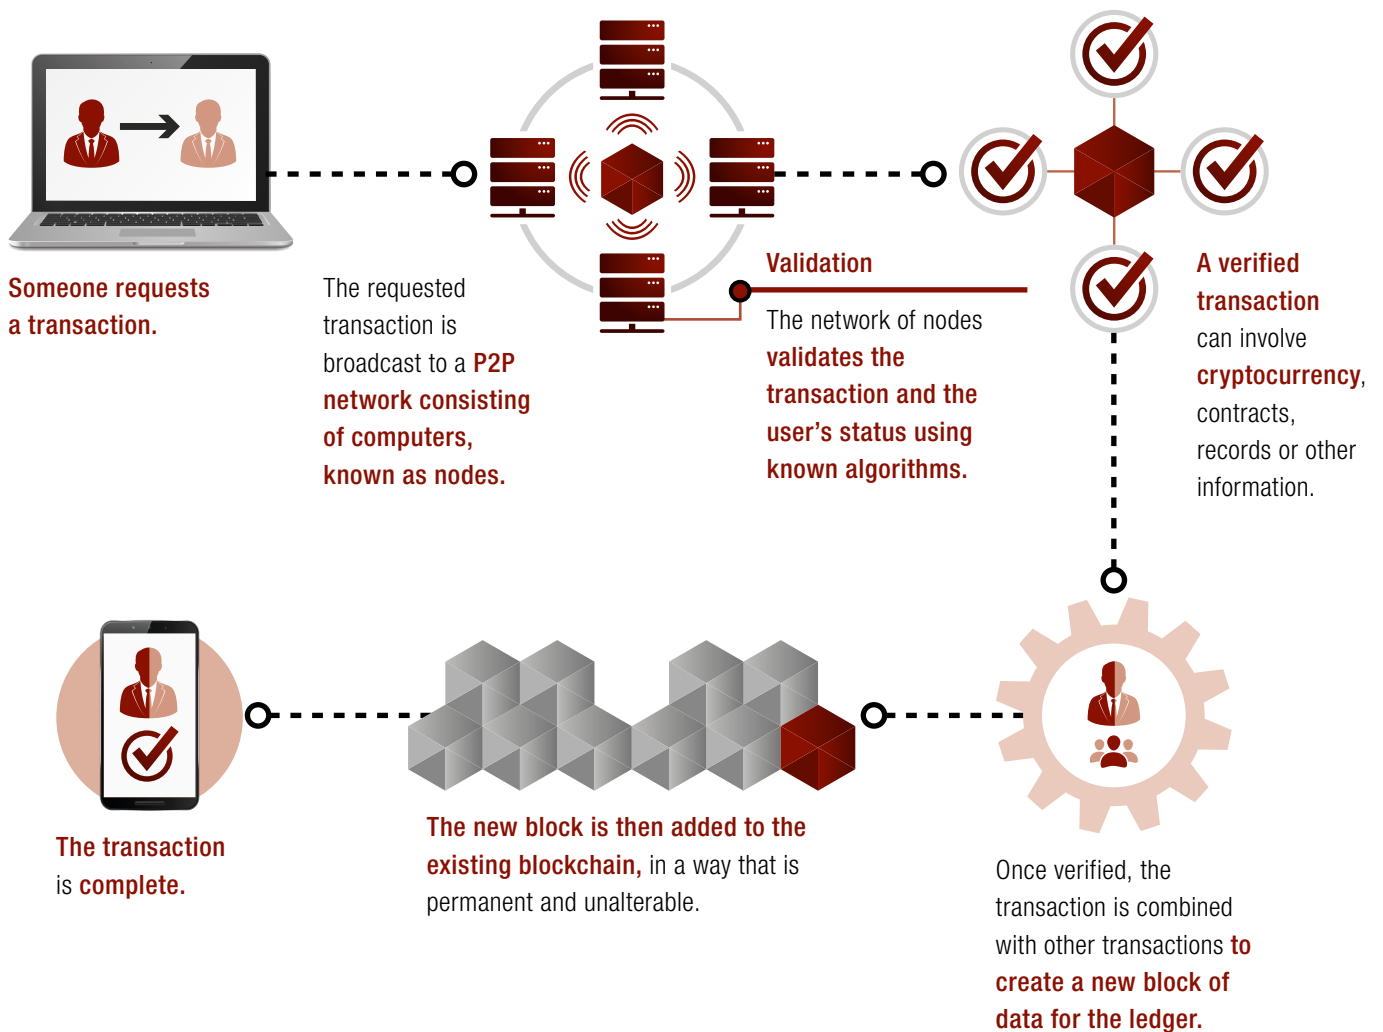 Someone requests
a transaction.
The requested
transaction is
broadcast to a P2P
network consisting
of computers,
known as nodes.
Validation
The network of nodes
validates the
transaction and the
user’s status using
known algorithms.
A verified
transaction
can involve
cryptocurrency,
contracts,
records or other
information.
Once verified, the
transaction is combined
with other transactions to
create a new block of
data for the ledger.
The new block is then added to the
existing blockchain, in a way that is
permanent and unalterable.
The transaction
is complete.